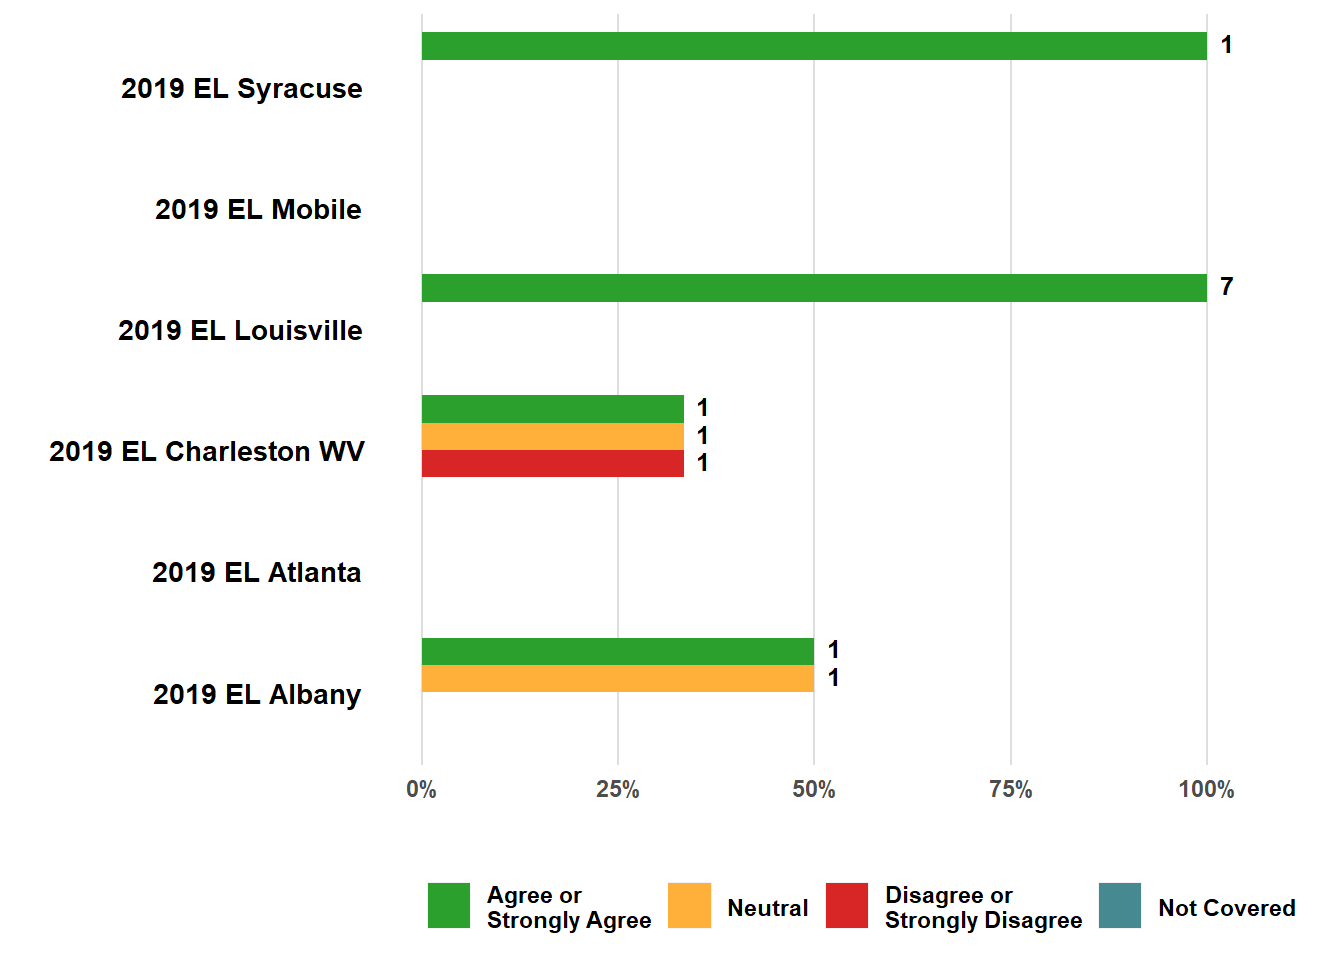 1
2019 EL Syracuse
2019 EL Mobile
7
2019 EL Louisville
1
1
2019 EL Charleston WV
1
2019 EL Atlanta
1
1
2019 EL Albany
0% 25% 50% 75% 100%
Agree or
Strongly Agree
Neutral
Disagree or
Strongly Disagree
Not Covered